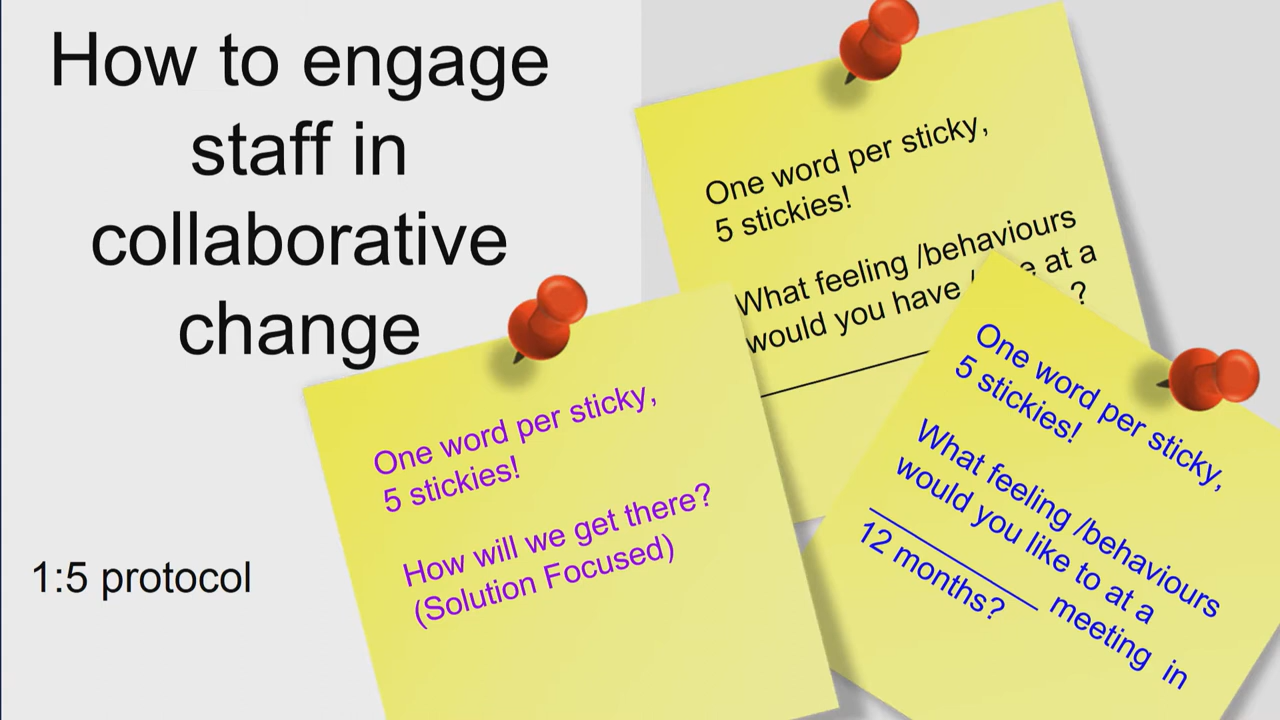 How to engage
staff in
collaborative
change
1:5 protocol
One word per sticky,
5 stickies!
What feeling /behaviours
would you have / at a
?
One word per sticky,
5 stickies!
How will we get there?
(Solution Focused)
One word per sticky,
5 stickies!
What feeling /behaviours
would you like to at a
__________ meeting in
12 months?